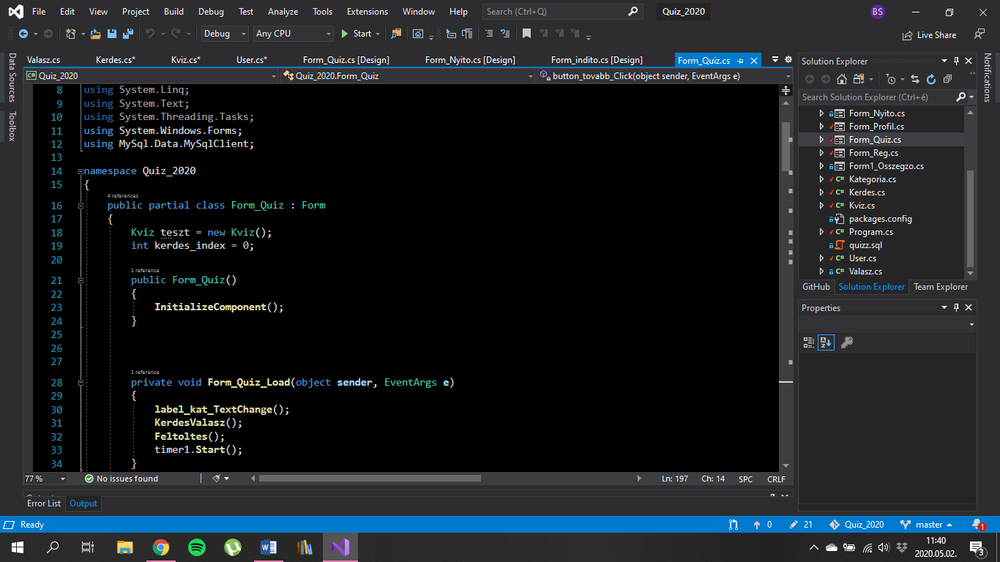 File Edit View Project Build Debug Test Analyze Tools Extensions Window Help Search (Ctrl+Q) Quiz_2020 BS
Debug Any CPU Start Live Share
Valasz.cs Kerdes.cs* Kviz.cs* User.cs* Form_Quiz.cs [Design] Form_Nyito.cs [Design] Form_indito.cs [Design] Form_Quiz.cs
C# Quiz_2020 Quiz_2020.Form_Quiz button_tovabb_Click(object sender, EventArgs e)
Data Sources
Toolbox
8 using System.Linq;
9 using System.Text;
10 using System.Threading.Tasks;
11 using System.Windows.Forms;
12 using MySql.Data.MySqlClient;
13
14 namespace Quiz_2020
15 {
4 references
16 public partial class Form_Quiz : Form
17 {
18 Kviz teszt = new Kviz();
19 int kerdes_index = 0;
20
1 reference
21 public Form_Quiz()
22 {
23 InitializeComponent();
24 }
25
26
27
1 reference
28 private void Form_Quiz_Load(object sender, EventArgs e)
29 {
30 label_kat_TextChange();
31 KerdesValasz();
32 Feltoltes();
33 timer1.Start();
34 }
77 % No issues found Ln: 197 Ch: 14 SPC CRLF
Error List Output
Solution Explorer
Search Solution Explorer (Ctrl+é)
Form_Nyito.cs
Form_Profil.cs
Form_Quiz.cs
Form_Reg.cs
Form1_Osszegzo.cs
C# Kategoria.cs
C# Kerdes.cs
C# Kviz.cs
packages.config
C# Program.cs
quizz.sql
C# User.cs
C# Valasz.cs
GitHub Solution Explorer Team Explorer
Properties
Notifications
Ready 0 21 Quiz_2020 master 1
11:40
2020.05.02.
3